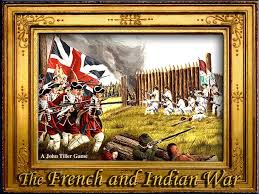 A John Tiller Game
The French and Indian War